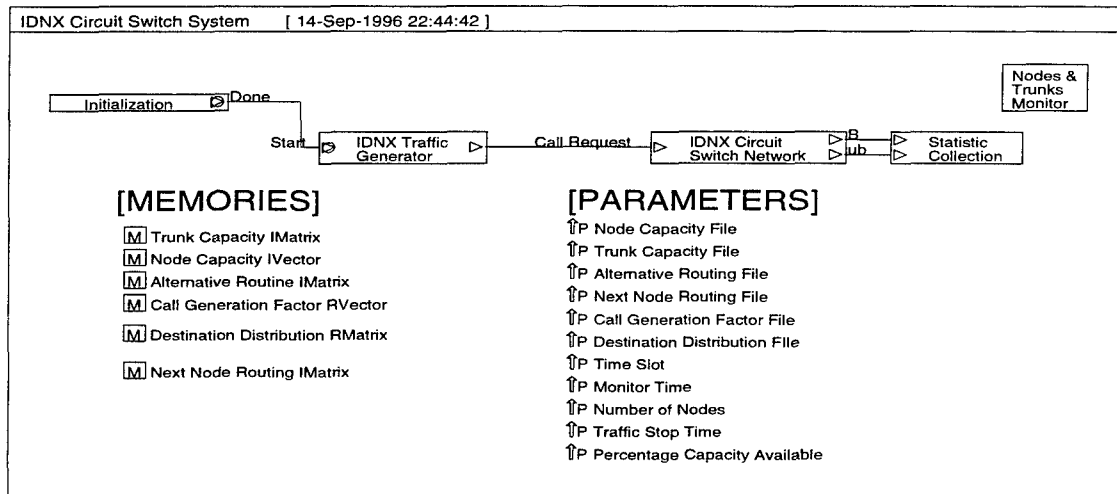 IDNX Circuit Switch System [ 14-Sep-1996 22:44:42 ]
Nodes &
Trunks
Monitor
Initialization
Done
Start
IDNX Traffic
Generator
Call Request
IDNX Circuit
Switch Network
B
ub
Statistic
Collection
[MEMORIES]
M Trunk Capacity IMatrix
M Node Capacity IVector
M Alternative Routine IMatrix
M Call Generation Factor RVector
M Destination Distribution RMatrix
M Next Node Routing IMatrix
[PARAMETERS]
⇑P Node Capacity File
⇑P Trunk Capacity File
⇑P Alternative Routing File
⇑P Next Node Routing File
⇑P Call Generation Factor File
⇑P Destination Distribution FIle
⇑P Time Slot
⇑P Monitor Time
⇑P Number of Nodes
⇑P Traffic Stop Time
⇑P Percentage Capacity Available